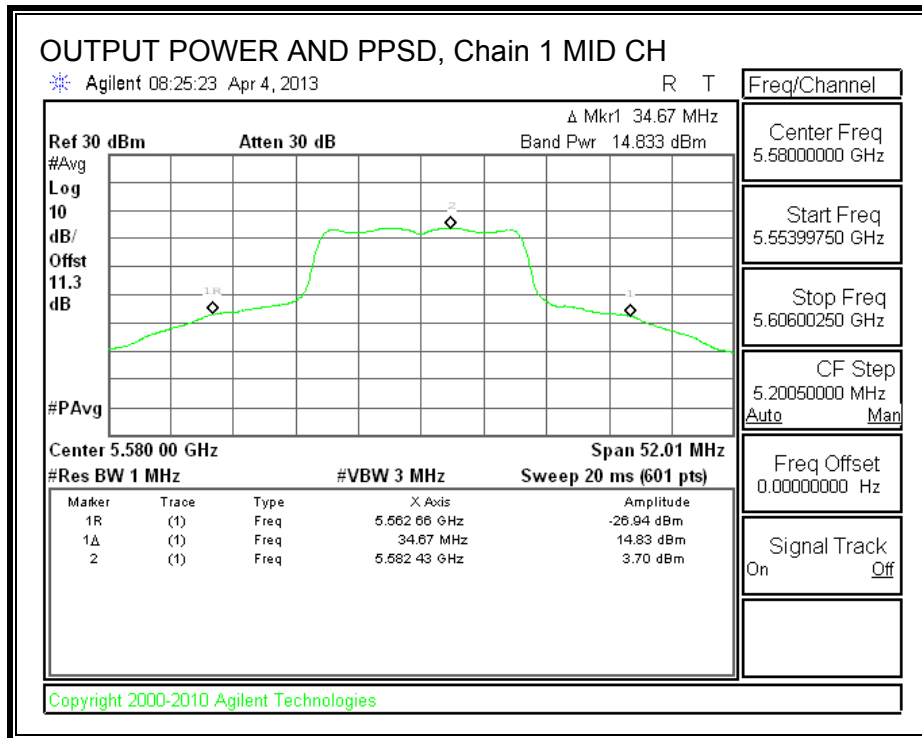 OUTPUT POWER AND PPSD, Chain 1 MID CH
Agilent 08:25:23 Apr 4, 2013 R T
Freq/Channel
Δ Mkr1 34.67 MHz
Ref 30 dBm Atten 30 dB Band Pwr 14.833 dBm
#Avg
Log
10
dB/
Offst
11.3
dB
#PAvg
1R
2
1
Center 5.580 00 GHz Span 52.01 MHz
#Res BW 1 MHz #VBW 3 MHz Sweep 20 ms (601 pts)
Marker Trace Type X Axis Amplitude
1R (1) Freq 5.562 66 GHz -26.94 dBm
1Δ (1) Freq 34.67 MHz 14.83 dBm
2 (1) Freq 5.582 43 GHz 3.70 dBm
Center Freq
5.58000000 GHz
Start Freq
5.55399750 GHz
Stop Freq
5.60600250 GHz
CF Step
5.20050000 MHz
Auto Man
Freq Offset
0.00000000 Hz
Signal Track
On Off
Copyright 2000-2010 Agilent Technologies